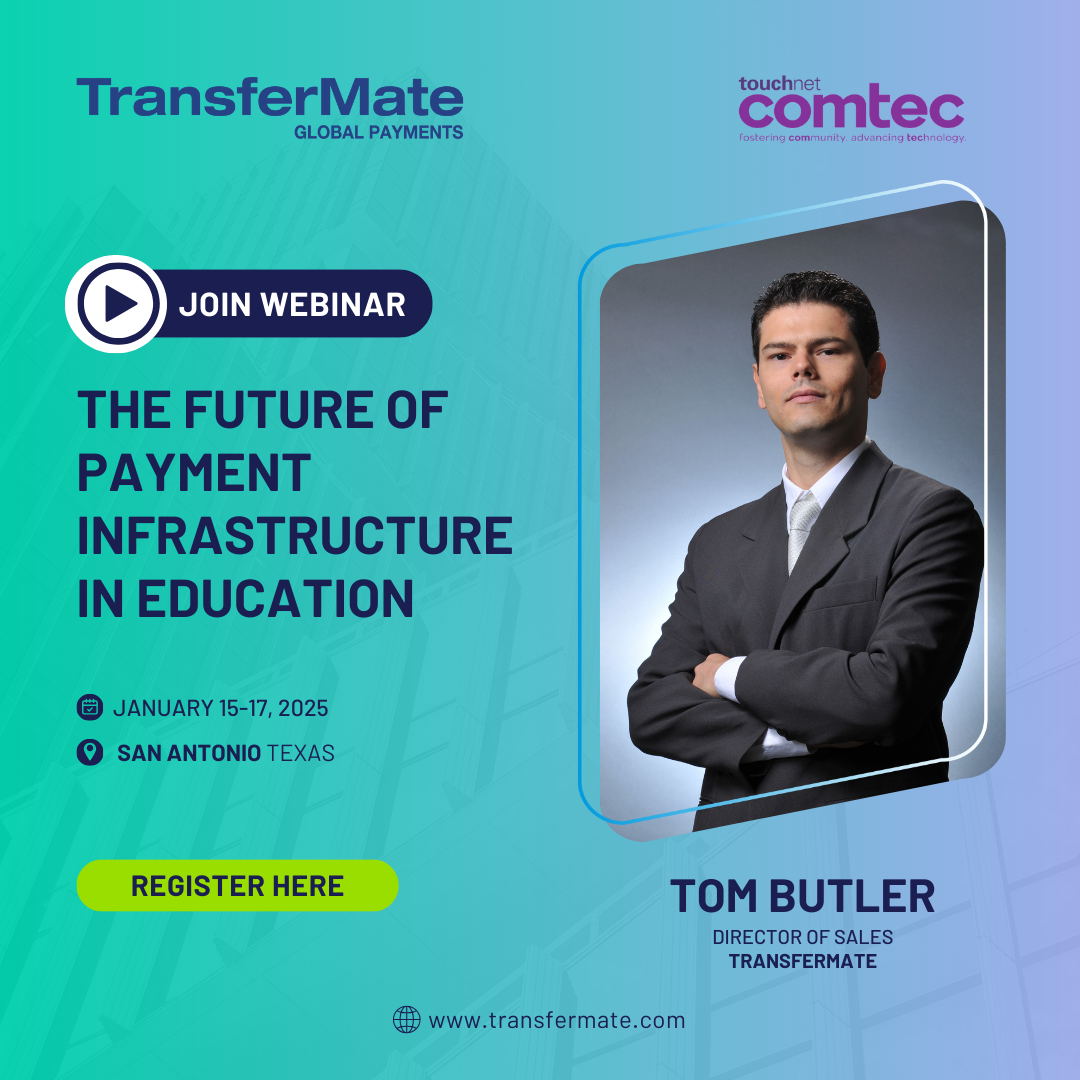 TransferMate
GLOBAL PAYMENTS
touchnet
comtec
fostering community. advancing technology.
JOIN WEBINAR
THE FUTURE OF
PAYMENT
INFRASTRUCTURE
IN EDUCATION
JANUARY 15-17, 2025
SAN ANTONIO TEXAS
REGISTER HERE
TOM BUTLER
DIRECTOR OF SALES
TRANSFERMATE
www.transfermate.com